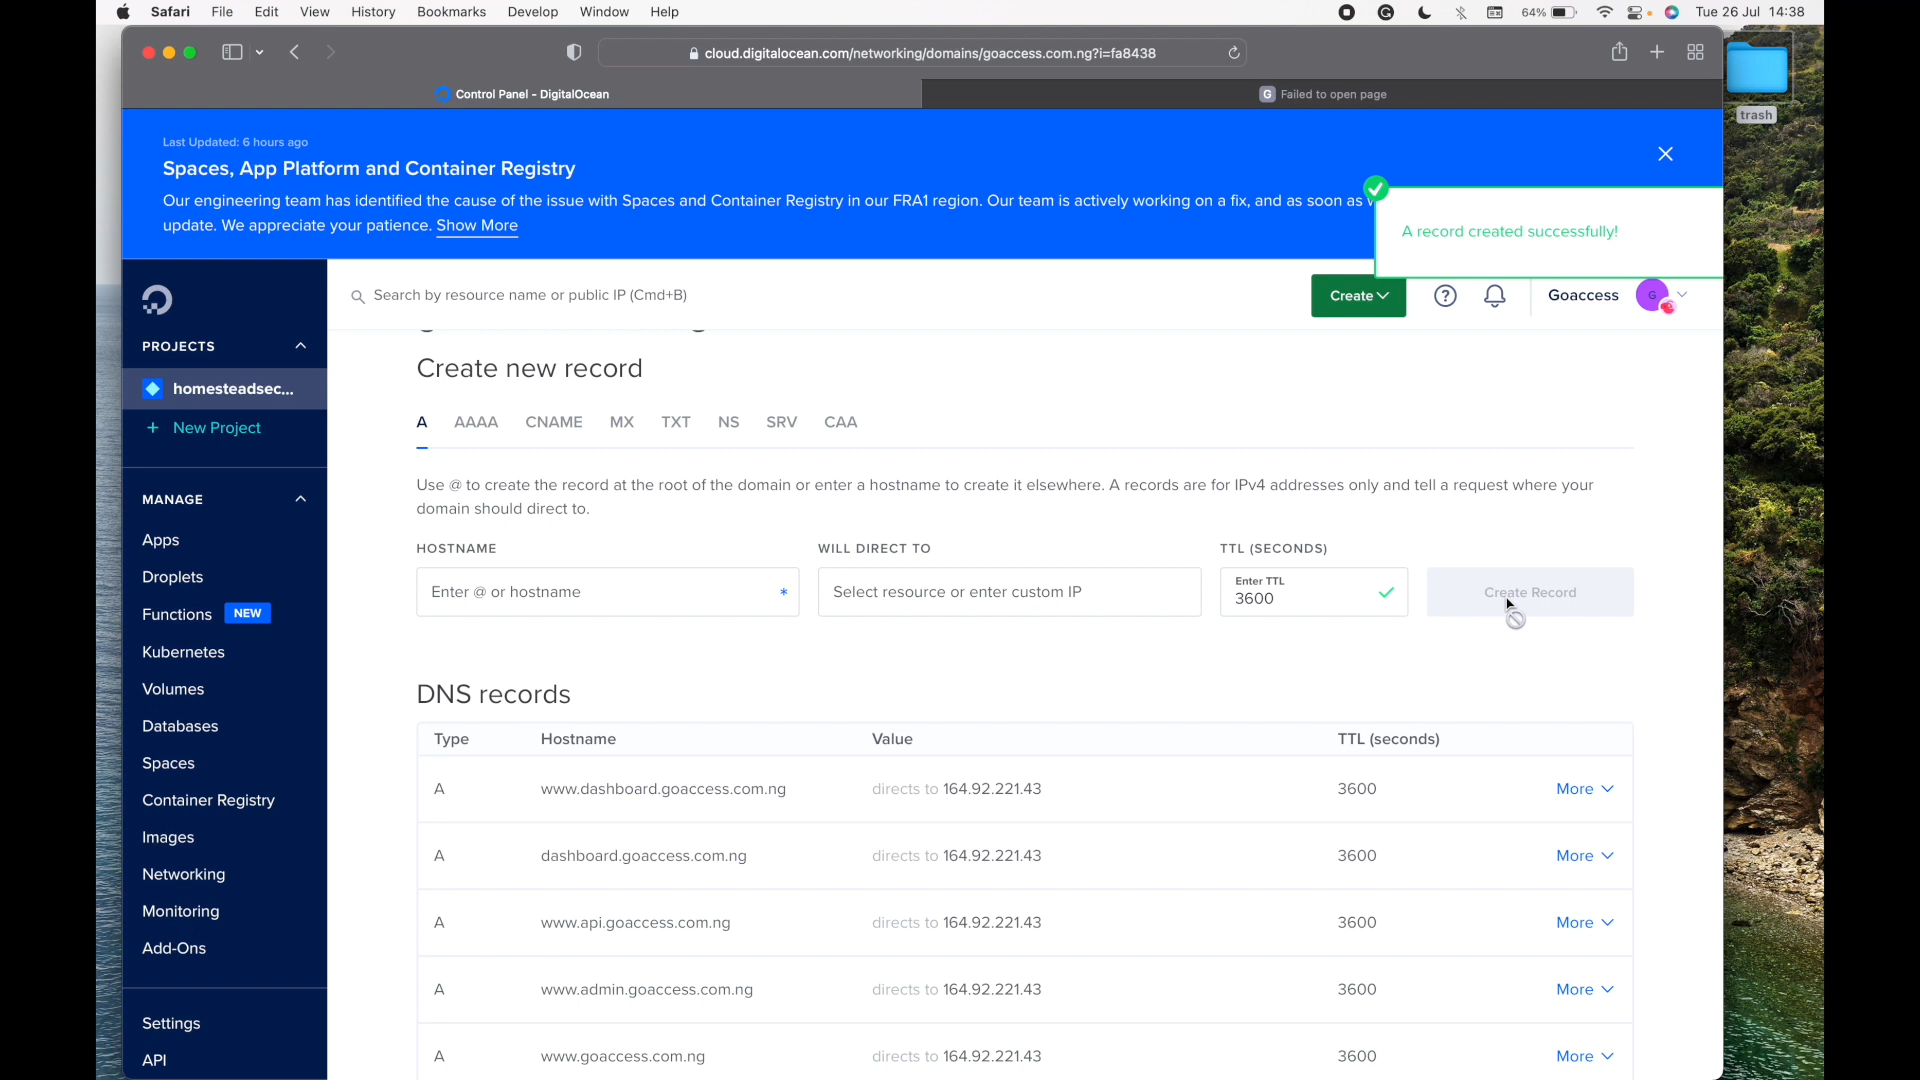 Safari File Edit View History Bookmarks Develop Window Help 64% Tue 26 Jul 14:38
cloud.digitalocean.com/networking/domains/goaccess.com.ng?i=fa8438
Control Panel - DigitalOcean
G Failed to open page
trash
Last Updated: 6 hours ago
Spaces, App Platform and Container Registry
Our engineering team has identified the cause of the issue with Spaces and Container Registry in our FRA1 region. Our team is actively working on a fix, and as soon as
update. We appreciate your patience. Show More
A record created successfully!
Search by resource name or public IP (Cmd+B)
Create
Goaccess
G
PROJECTS
homesteadsec...
+ New Project
MANAGE
Apps
Droplets
Functions NEW
Kubernetes
Volumes
Databases
Spaces
Container Registry
Images
Networking
Monitoring
Add-Ons
Settings
API
Create new record
A AAAA CNAME MX TXT NS SRV CAA
Use @ to create the record at the root of the domain or enter a hostname to create it elsewhere. A records are for IPv4 addresses only and tell a request where your
domain should direct to.
HOSTNAME WILL DIRECT TO TTL (SECONDS)
Enter @ or hostname *
Select resource or enter custom IP
Enter TTL
3600
Create Record
DNS records
Type Hostname Value TTL (seconds)
A www.dashboard.goaccess.com.ng directs to 164.92.221.43 3600 More
A dashboard.goaccess.com.ng directs to 164.92.221.43 3600 More
A www.api.goaccess.com.ng directs to 164.92.221.43 3600 More
A www.admin.goaccess.com.ng directs to 164.92.221.43 3600 More
A www.goaccess.com.ng directs to 164.92.221.43 3600 More